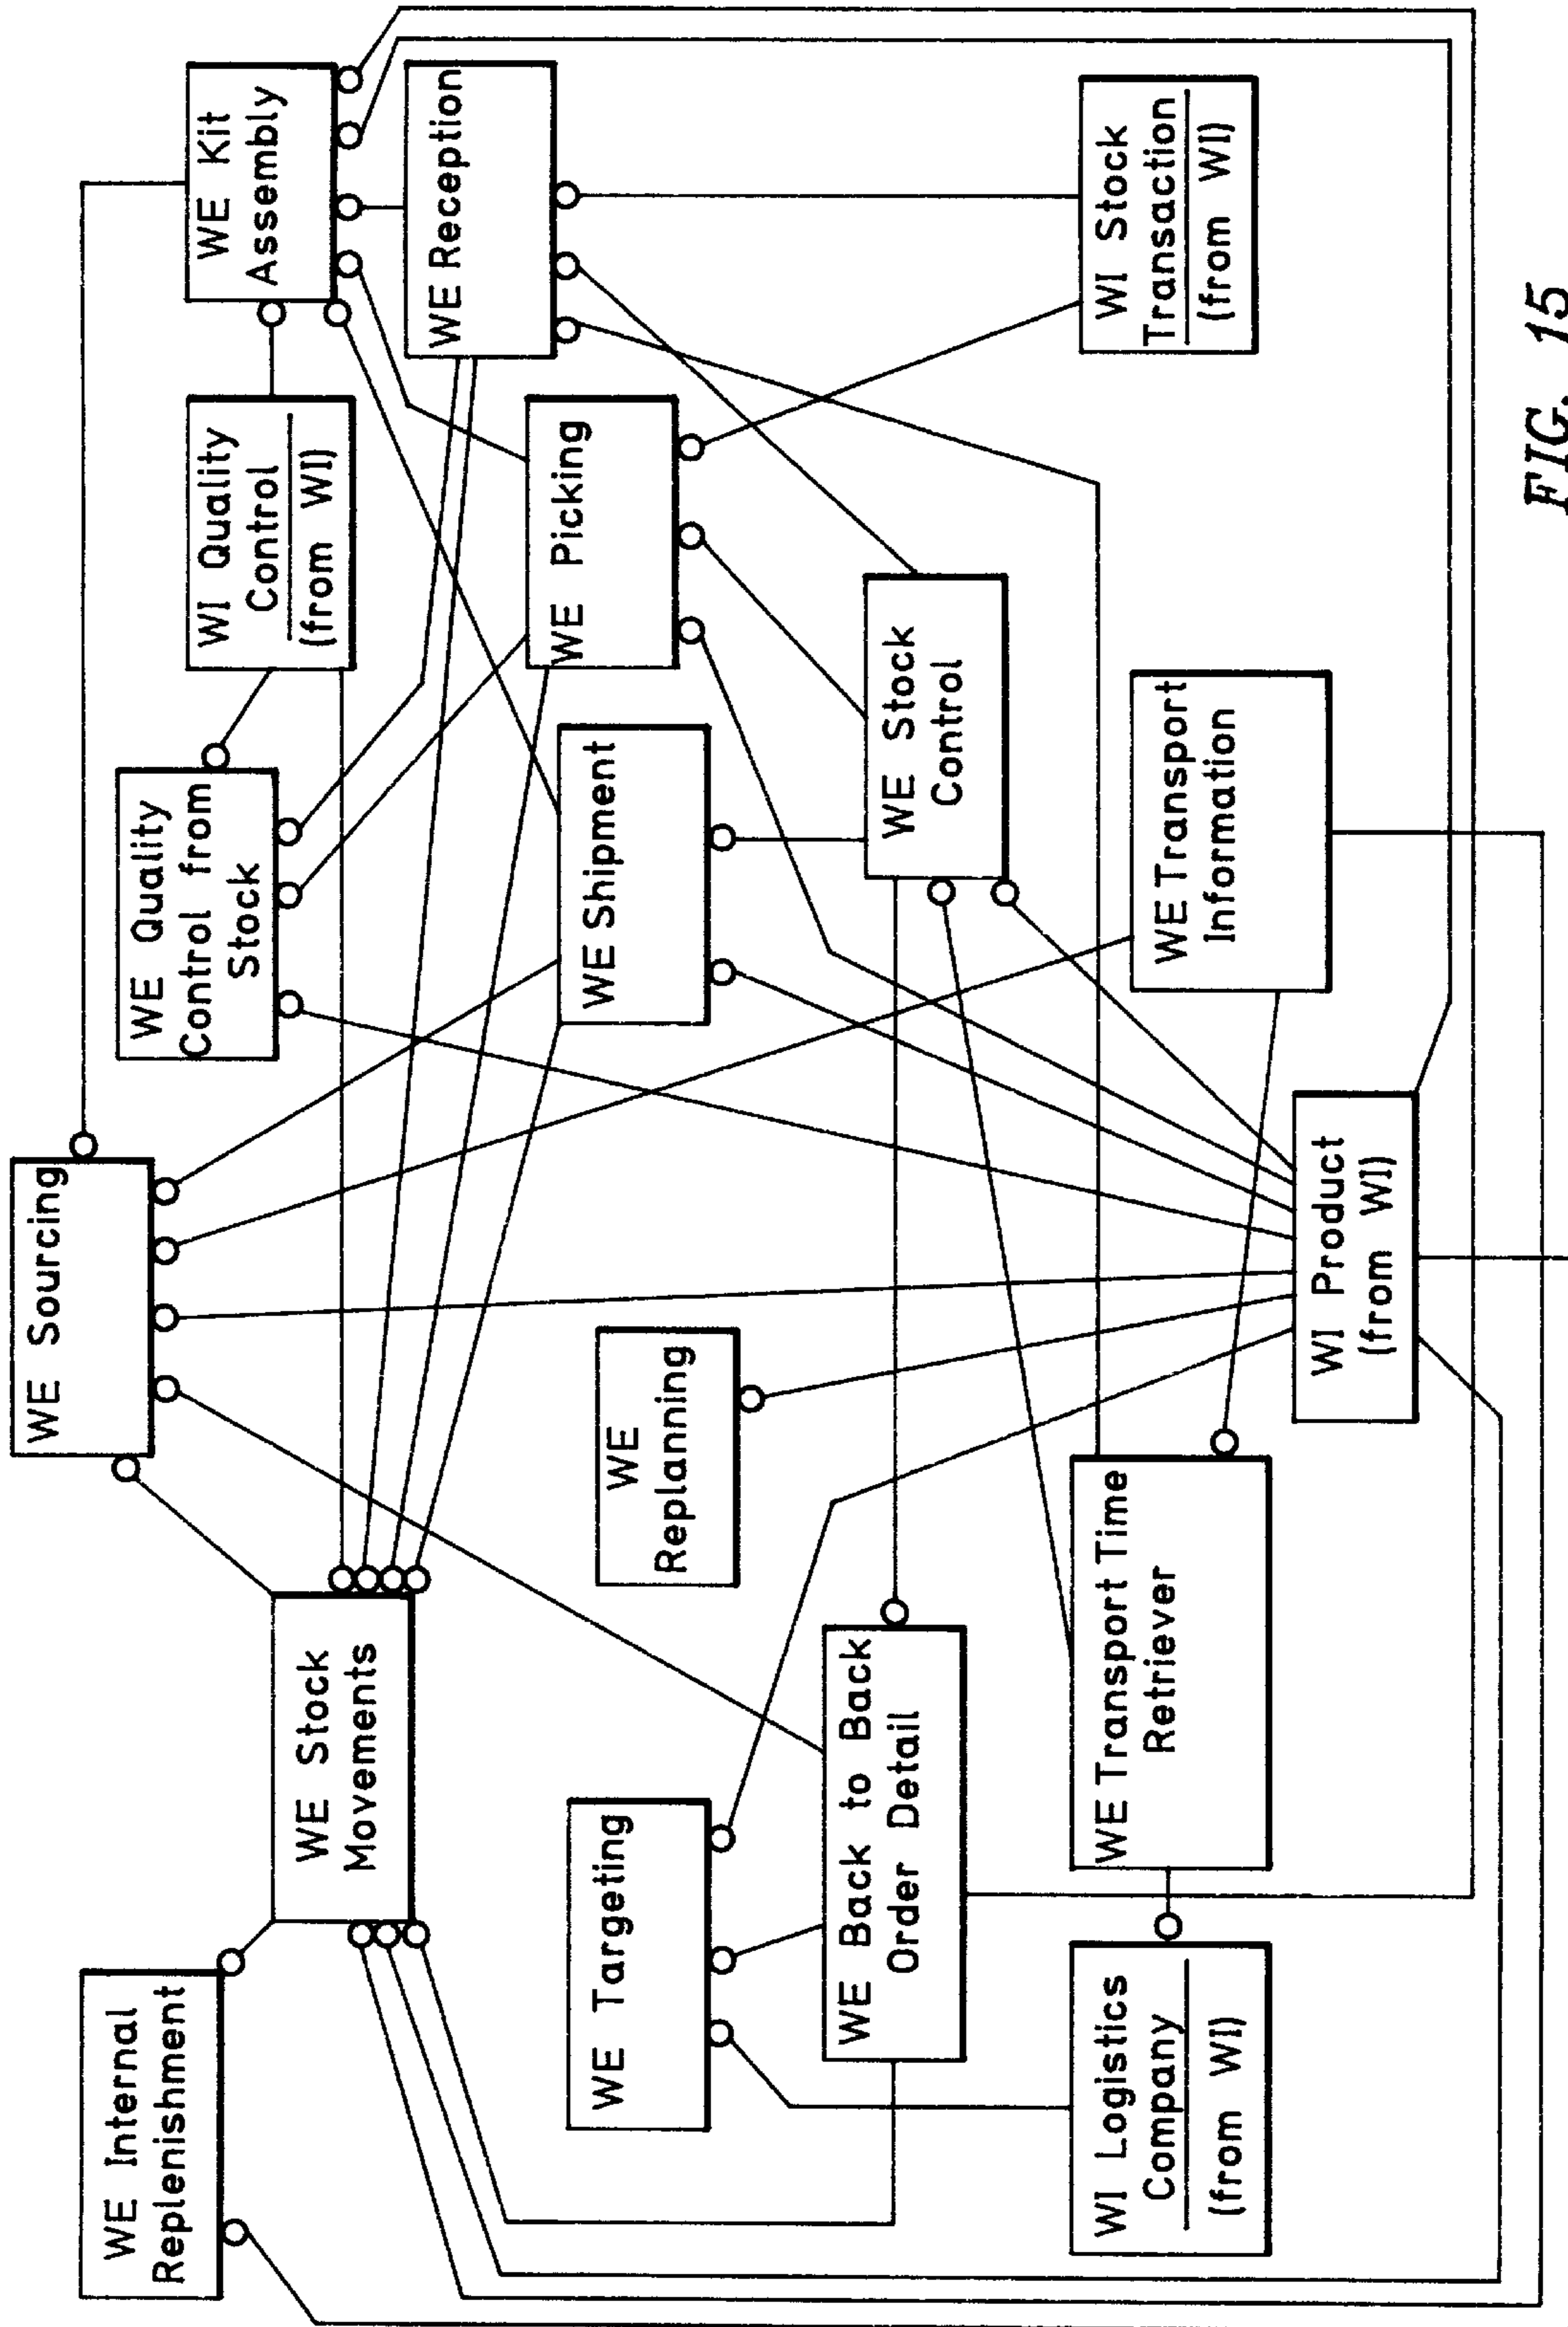 WE Internal
Replenishment
WE Stock
Movements
WE Sourcing
WE Quality
Control from
Stock
WI Quality
Control
(from WI)
WE Kit
Assembly
WE Reception
WE Targeting
WE
Replanning
WE Shipment
WE Picking
WE Back to Back
Order Detail
WE Stock
Control
WI Logistics
Company
(from WI)
WE Transport Time
Retriever
WI Product
(from WI)
WE Transport
Information
WI Stock
Transaction
(from WI)
FIG. 15